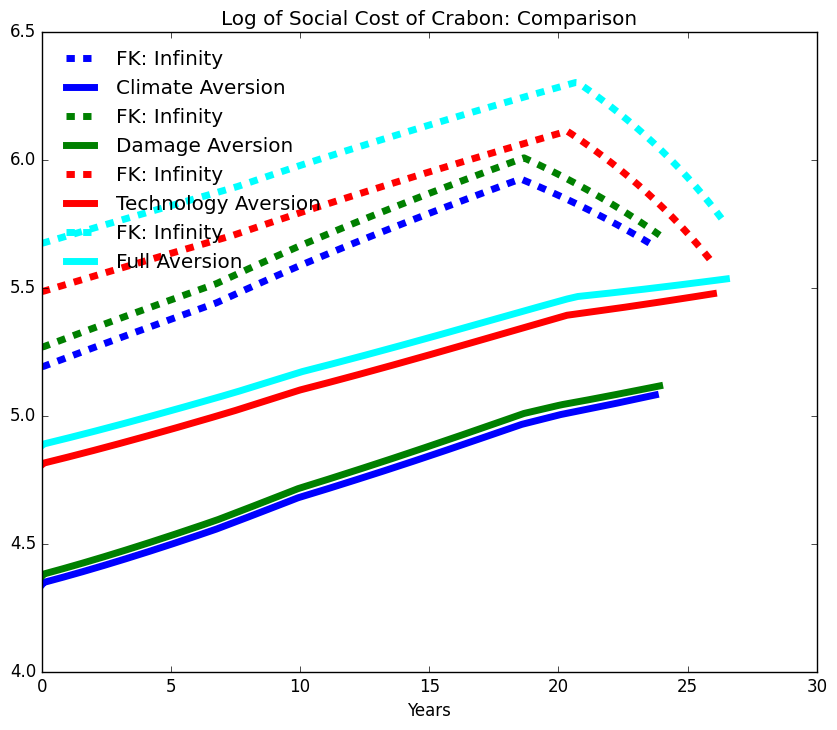 Log of Social Cost of Crabon: Comparison
6.5
6.0
5.5
5.0
4.5
4.0
FK: Infinity
Climate Aversion
FK: Infinity
Damage Aversion
FK: Infinity
Technology Aversion
FK: Infinity
Full Aversion
0 5 10 15 20 25 30
Years